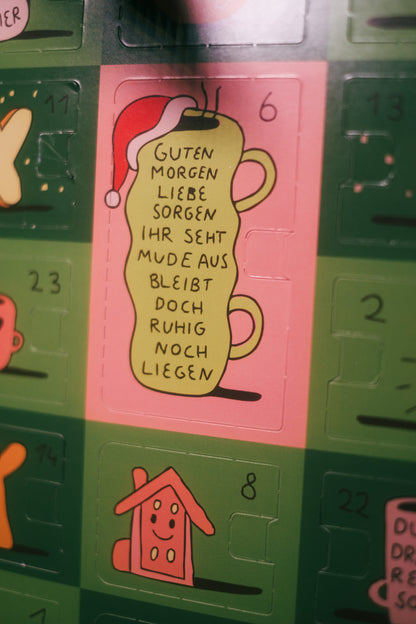 11
6
13
GUTEN
MORGEN
LIEBE
SORGEN
IHR SEHT
MUDE AUS
BLEIBT
DOCH
RUHIG
NOCH
LIEGEN
23
2
14
8
22